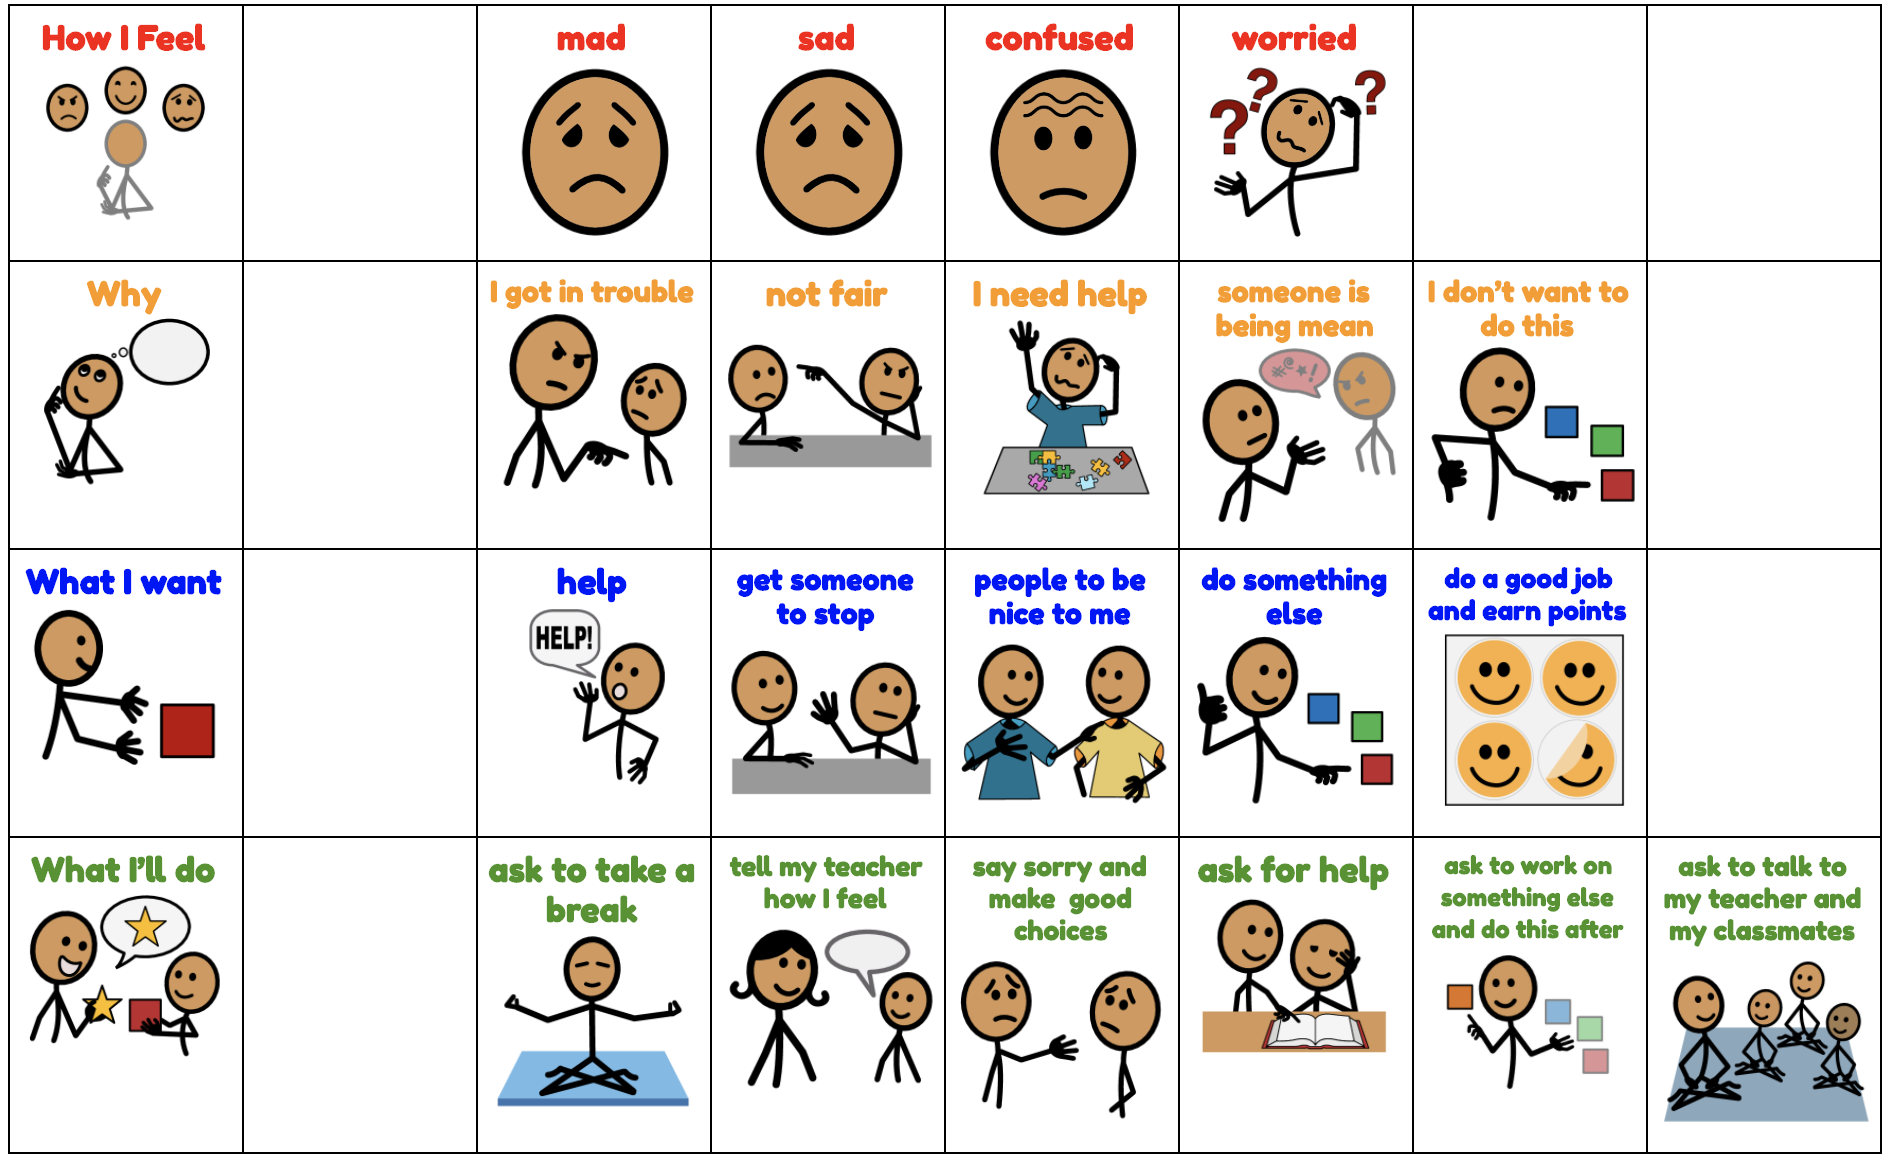 How I Feel
mad
sad
confused
worried
? ? ?
Why
I got in trouble
not fair
I need help
someone is
being mean
#@*!
I don't want to
do this
What I want
help
HELP!
get someone
to stop
people to be
nice to me
do something
else
do a good job
and earn points
What I'll do
ask to take a
break
tell my teacher
how I feel
say sorry and
make good
choices
ask for help
ask to work on
something else
and do this after
ask to talk to
my teacher and
my classmates